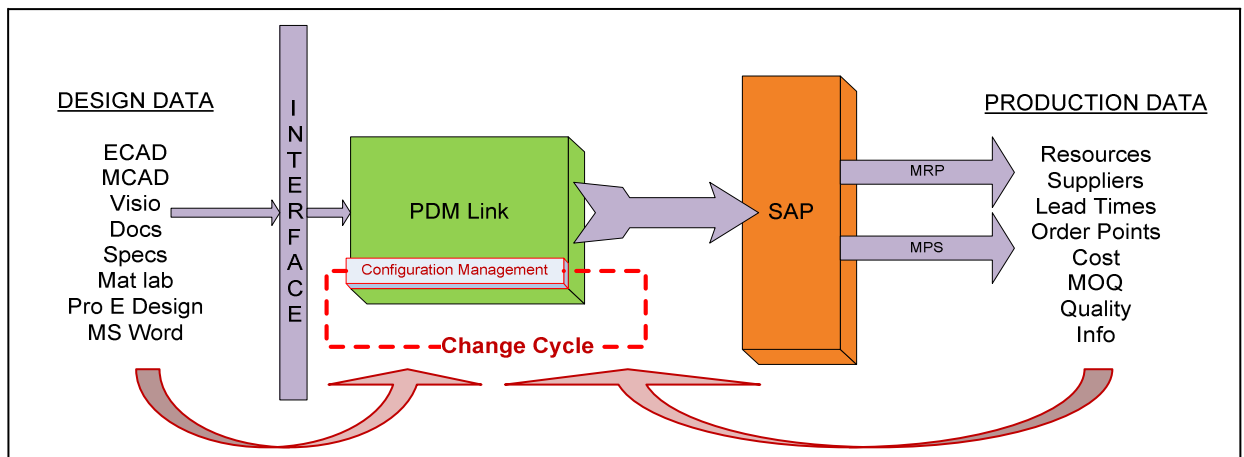 DESIGN DATA
ECAD
MCAD
Visio
Docs
Specs
Mat lab
Pro E Design
MS Word
INTERFACE
PDM Link
Configuration Management
Change Cycle
SAP
MRP
MPS
PRODUCTION DATA
Resources
Suppliers
Lead Times
Order Points
Cost
MOQ
Quality
Info